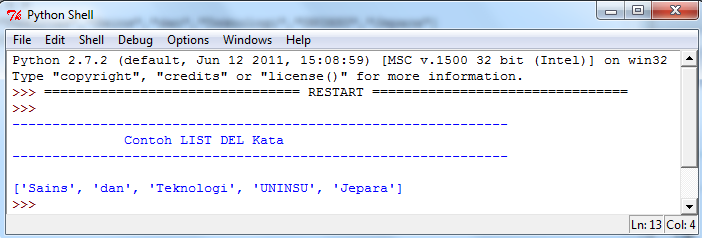 Python Shell
File Edit Shell Debug Options Windows Help
Python 2.7.2 (default, Jun 12 2011, 15:08:59) [MSC v.1500 32 bit (Intel)] on win32
Type "copyright", "credits" or "license()" for more information.
>>> ================================ RESTART ================================
>>>
--------------------------------------------------------------
Contoh LIST DEL Kata
--------------------------------------------------------------
['Sains', 'dan', 'Teknologi', 'UNINSU', 'Jepara']
>>>
Ln: 13 Col: 4